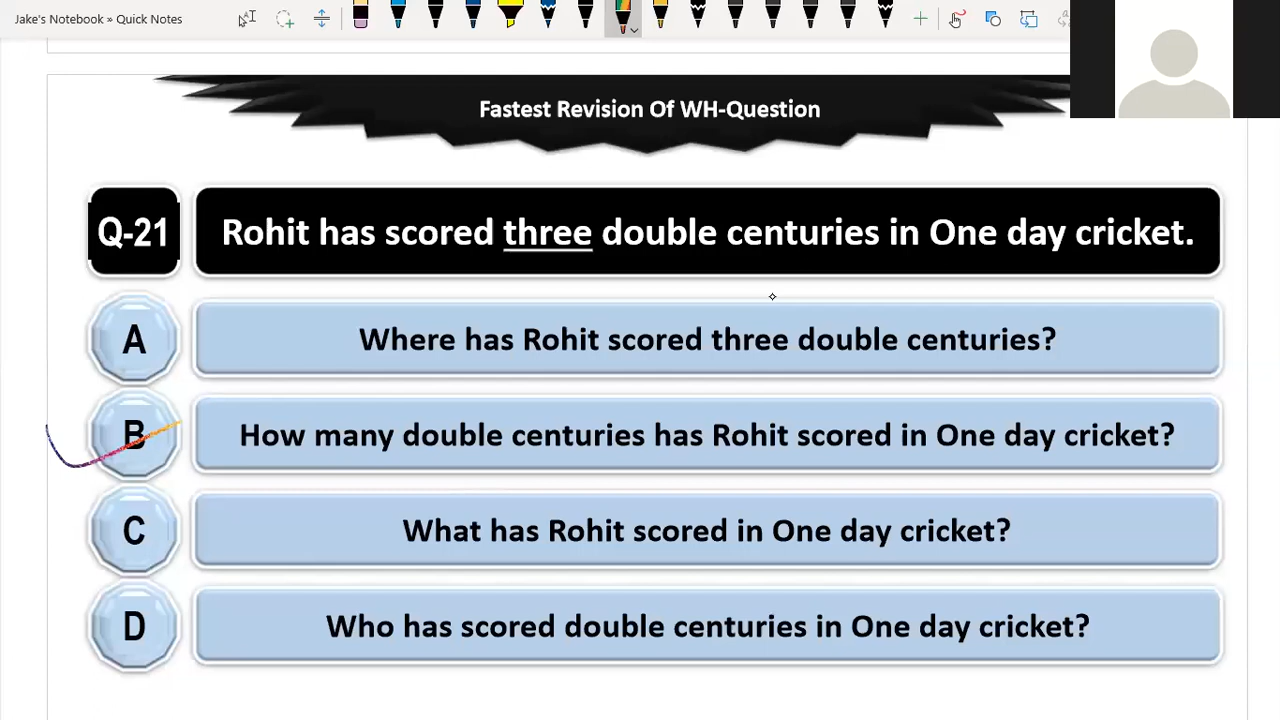 Jake's Notebook » Quick Notes
Fastest Revision Of WH-Question
Q-21
Rohit has scored three double centuries in One day cricket.
A
Where has Rohit scored three double centuries?
B
How many double centuries has Rohit scored in One day cricket?
C
What has Rohit scored in One day cricket?
D
Who has scored double centuries in One day cricket?